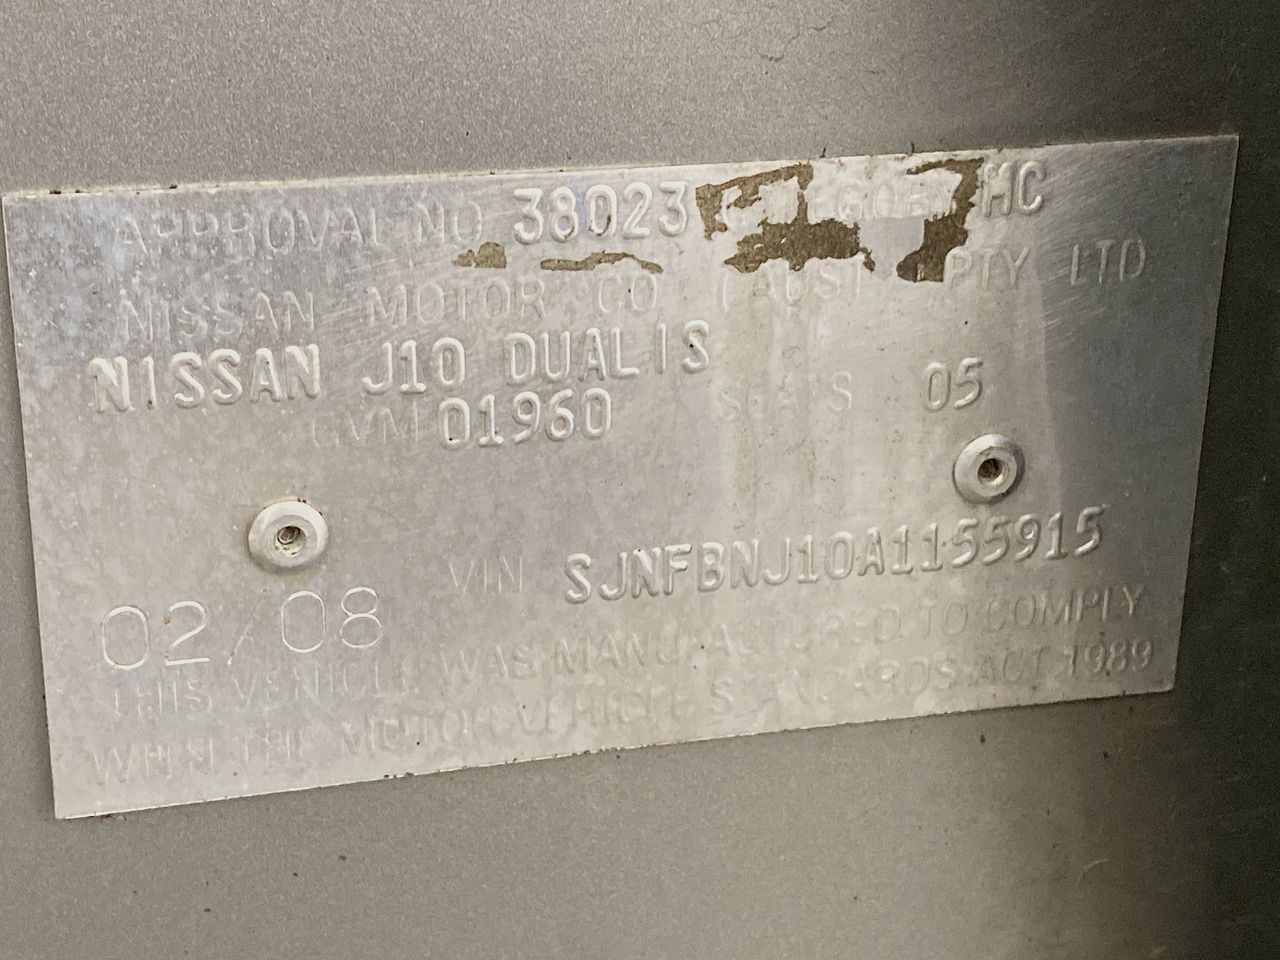 APPROVAL NO 38023 HC
NISSAN MOTOR CO (AUST) PTY LTD
NISSAN J10 DUALIS
GVM 01960 SEATS 05
VIN SJNFBNJ10A1155915
02/08
THIS VEHICLE WAS MANUFACTURED TO COMPLY
WITH THE MOTOR VEHICLE STANDARDS ACT 1989